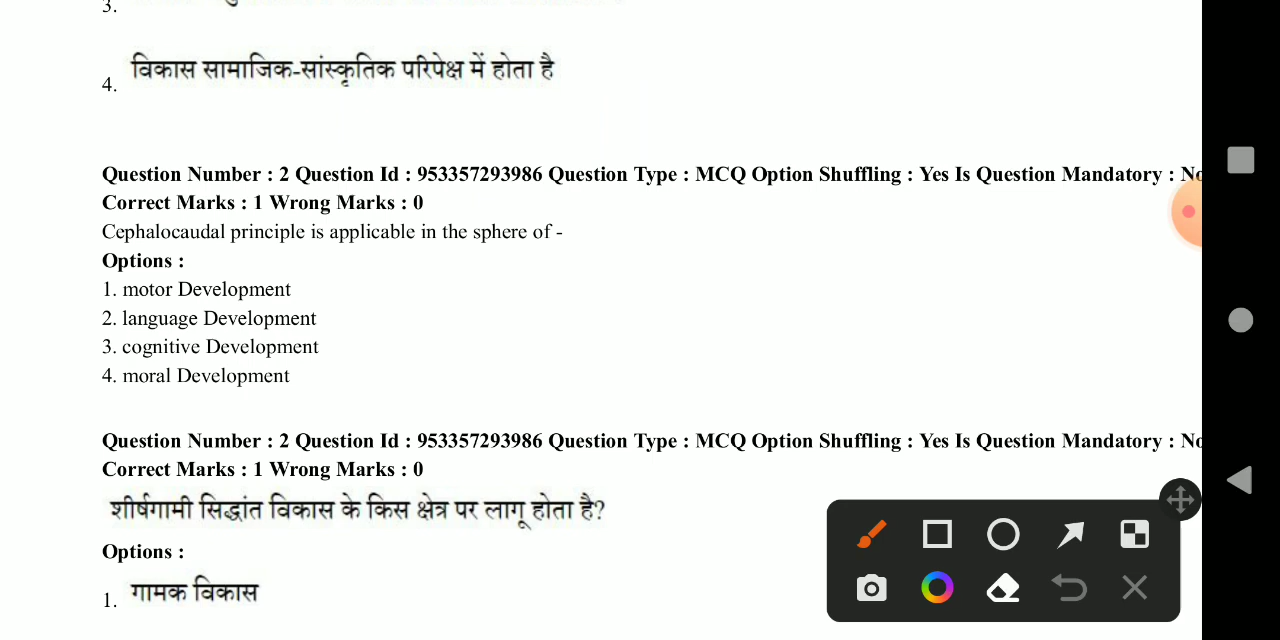 3.
विकास सामाजिक-सांस्कृतिक परिपेक्ष में होता है
4.
Question Number : 2 Question Id : 953357293986 Question Type : MCQ Option Shuffling : Yes Is Question Mandatory : No
Correct Marks : 1 Wrong Marks : 0
Cephalocaudal principle is applicable in the sphere of -
Options :
1. motor Development
2. language Development
3. cognitive Development
4. moral Development
Question Number : 2 Question Id : 953357293986 Question Type : MCQ Option Shuffling : Yes Is Question Mandatory : No
Correct Marks : 1 Wrong Marks : 0
शीर्षगामी सिद्धांत विकास के किस क्षेत्र पर लागू होता है?
Options :
1. गामक विकास